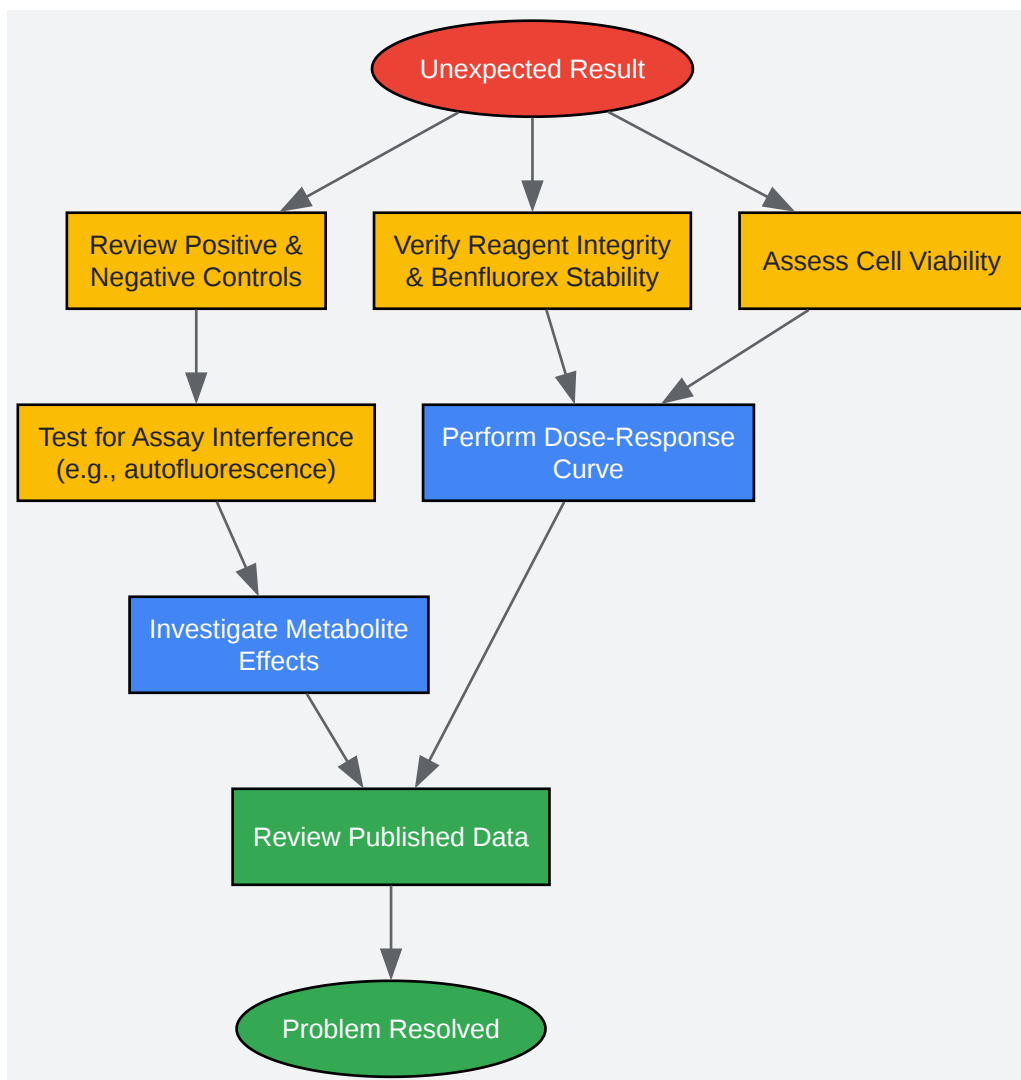 Unexpected Result
Review Positive &
Negative Controls
Verify Reagent Integrity
& Benfluorex Stability
Assess Cell Viability
Test for Assay Interference
(e.g., autofluorescence)
Perform Dose-Response
Curve
Investigate Metabolite
Effects
Review Published Data
Problem Resolved